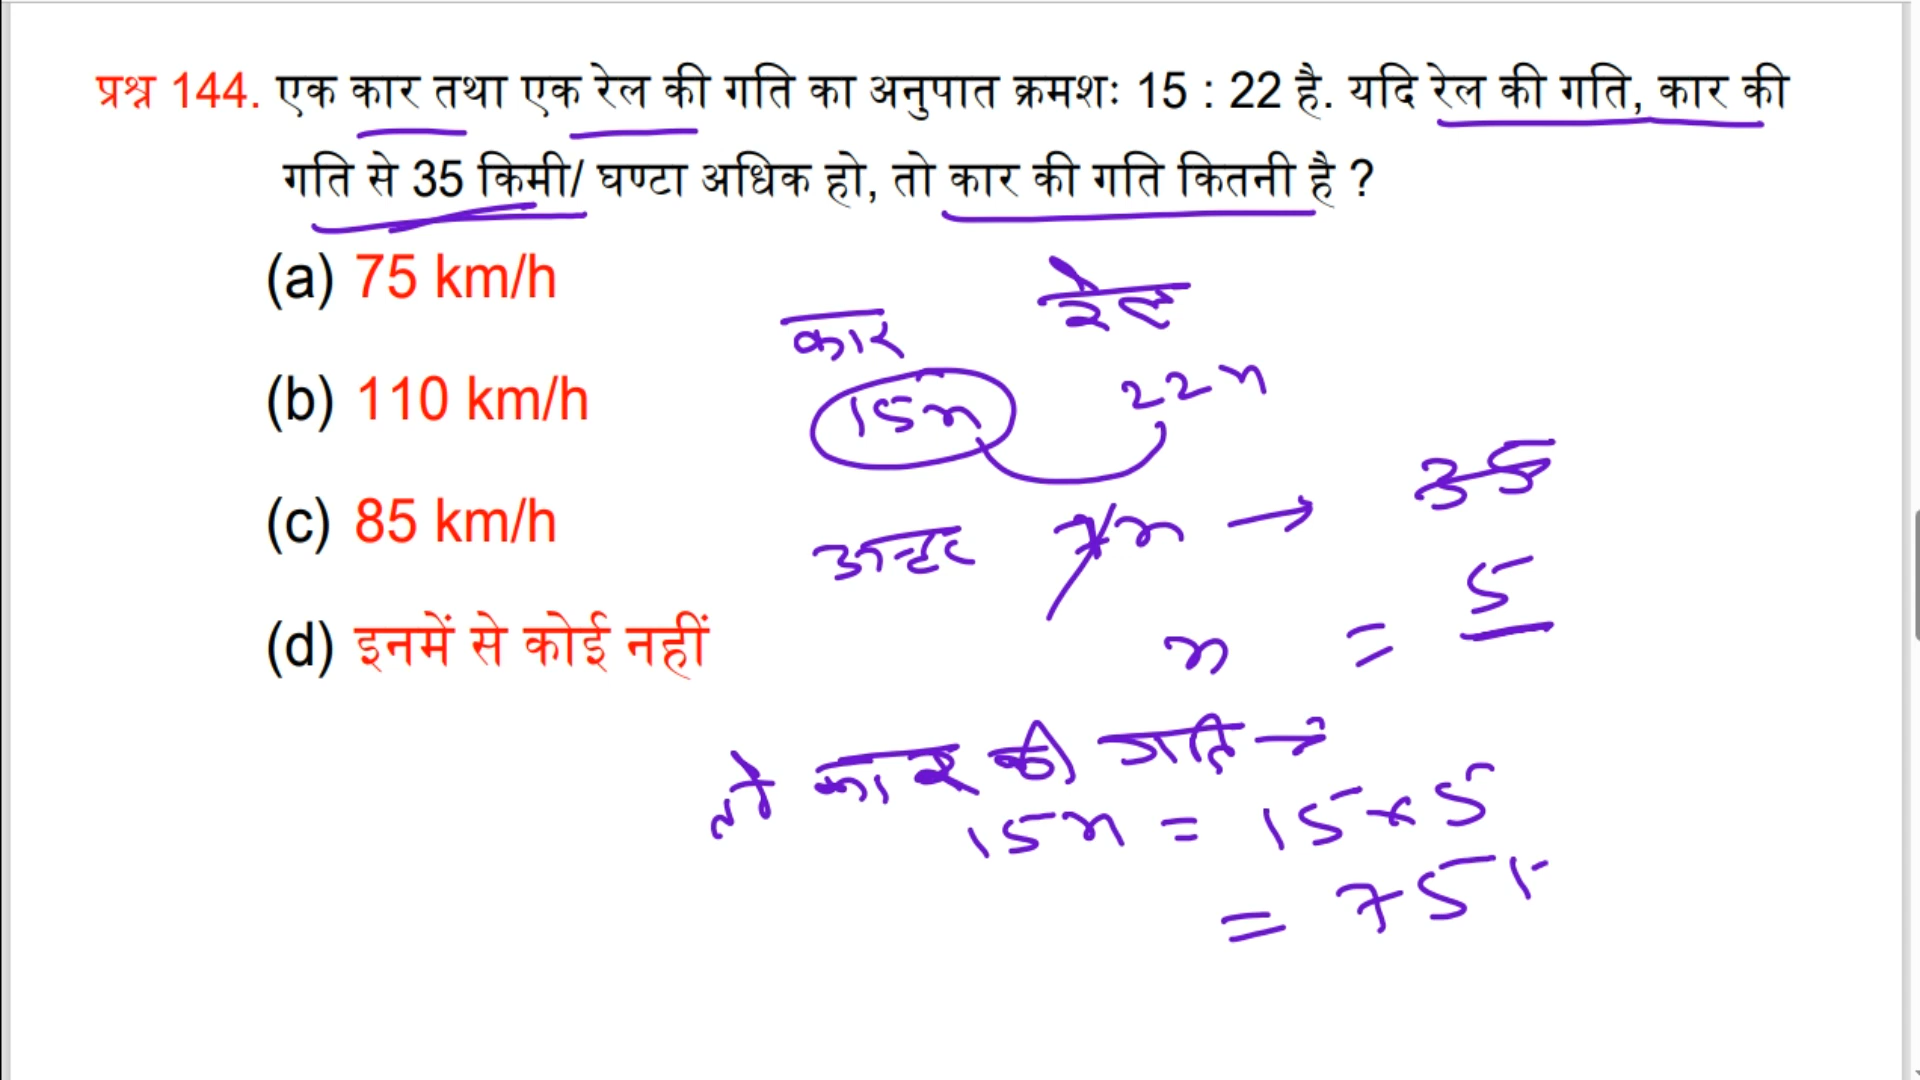 प्रश्न 144. एक कार तथा एक रेल की गति का अनुपात क्रमशः 15 : 22 है. यदि रेल की गति, कार की
गति से 35 किमी/ घण्टा अधिक हो, तो कार की गति कितनी है ?
(a) 75 km/h
(b) 110 km/h
(c) 85 km/h
(d) इनमें से कोई नहीं
कार रेल
15x 22x
अन्तर 7x → 35
x = 5
तो कार की गति →
15x = 15 × 5
= 75